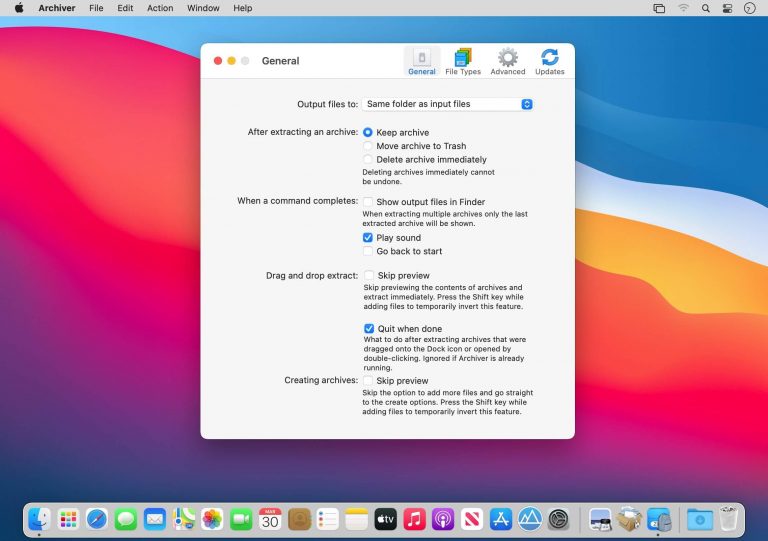 Archiver File Edit Action Window Help
General
General File Types Advanced Updates
Output files to: Same folder as input files
After extracting an archive: Keep archive
Move archive to Trash
Delete archive immediately
Deleting archives immediately cannot
be undone.
When a command completes: Show output files in Finder
When extracting multiple archives only the last
extracted archive will be shown.
Play sound
Go back to start
Drag and drop extract: Skip preview
Skip previewing the contents of archives and
extract immediately. Press the Shift key while
adding files to temporarily invert this feature.
Quit when done
What to do after extracting archives that were
dragged onto the Dock icon or opened by
double-clicking. Ignored if Archiver is already
running.
Creating archives: Skip preview
Skip the option to add more files and go straight
to the create options. Press the Shift key while
adding files to temporarily invert this feature.
MAR
30
tv